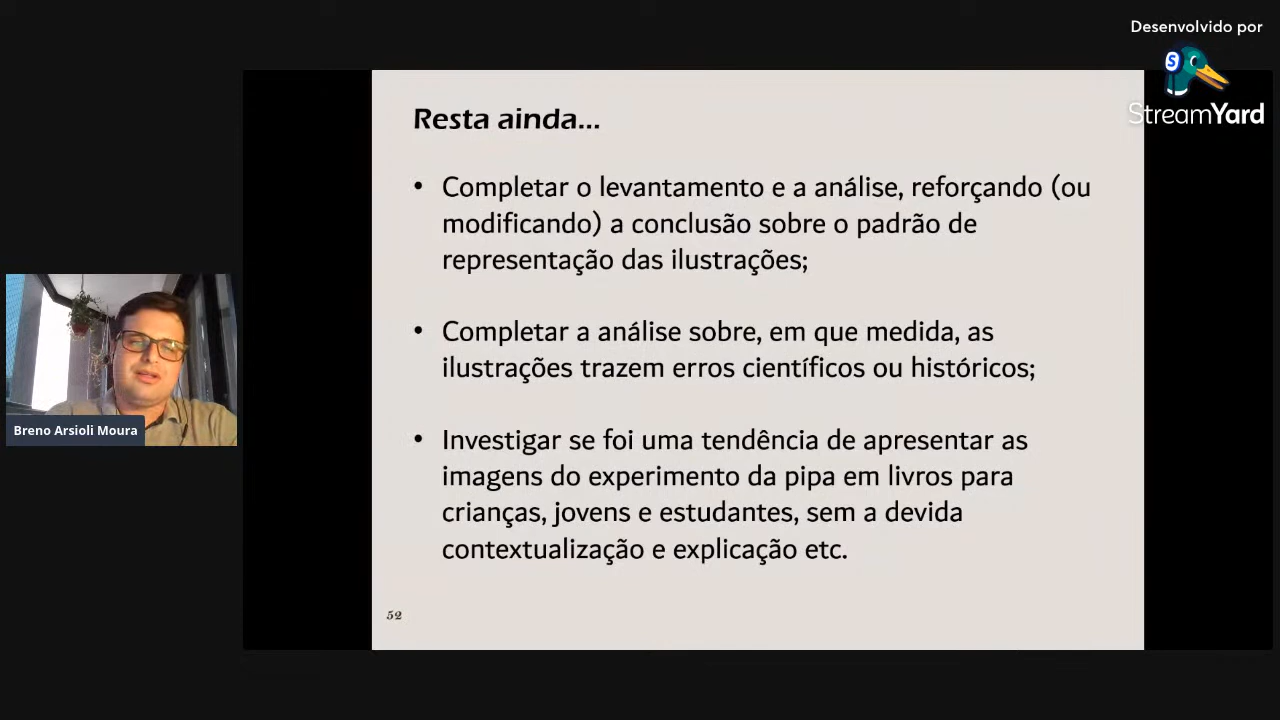 Desenvolvido por
S
StreamYard
Resta ainda...
• Completar o levantamento e a análise, reforçando (ou
modificando) a conclusão sobre o padrão de
representação das ilustrações;
• Completar a análise sobre, em que medida, as
ilustrações trazem erros científicos ou históricos;
• Investigar se foi uma tendência de apresentar as
imagens do experimento da pipa em livros para
crianças, jovens e estudantes, sem a devida
contextualização e explicação etc.
52
Breno Arsioli Moura